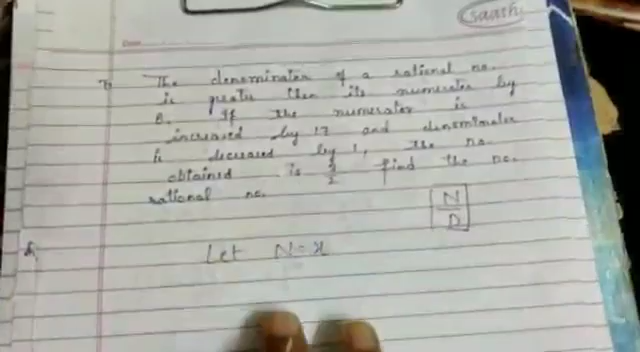 Saath
Date
7) The denominator of a rational no.
is greater than its numerator by
8. If the numerator is
increased by 17 and denominator
is decreased by 1, the no.
obtained is 3/2 find the no.
rational no.
N
D
Let N=x